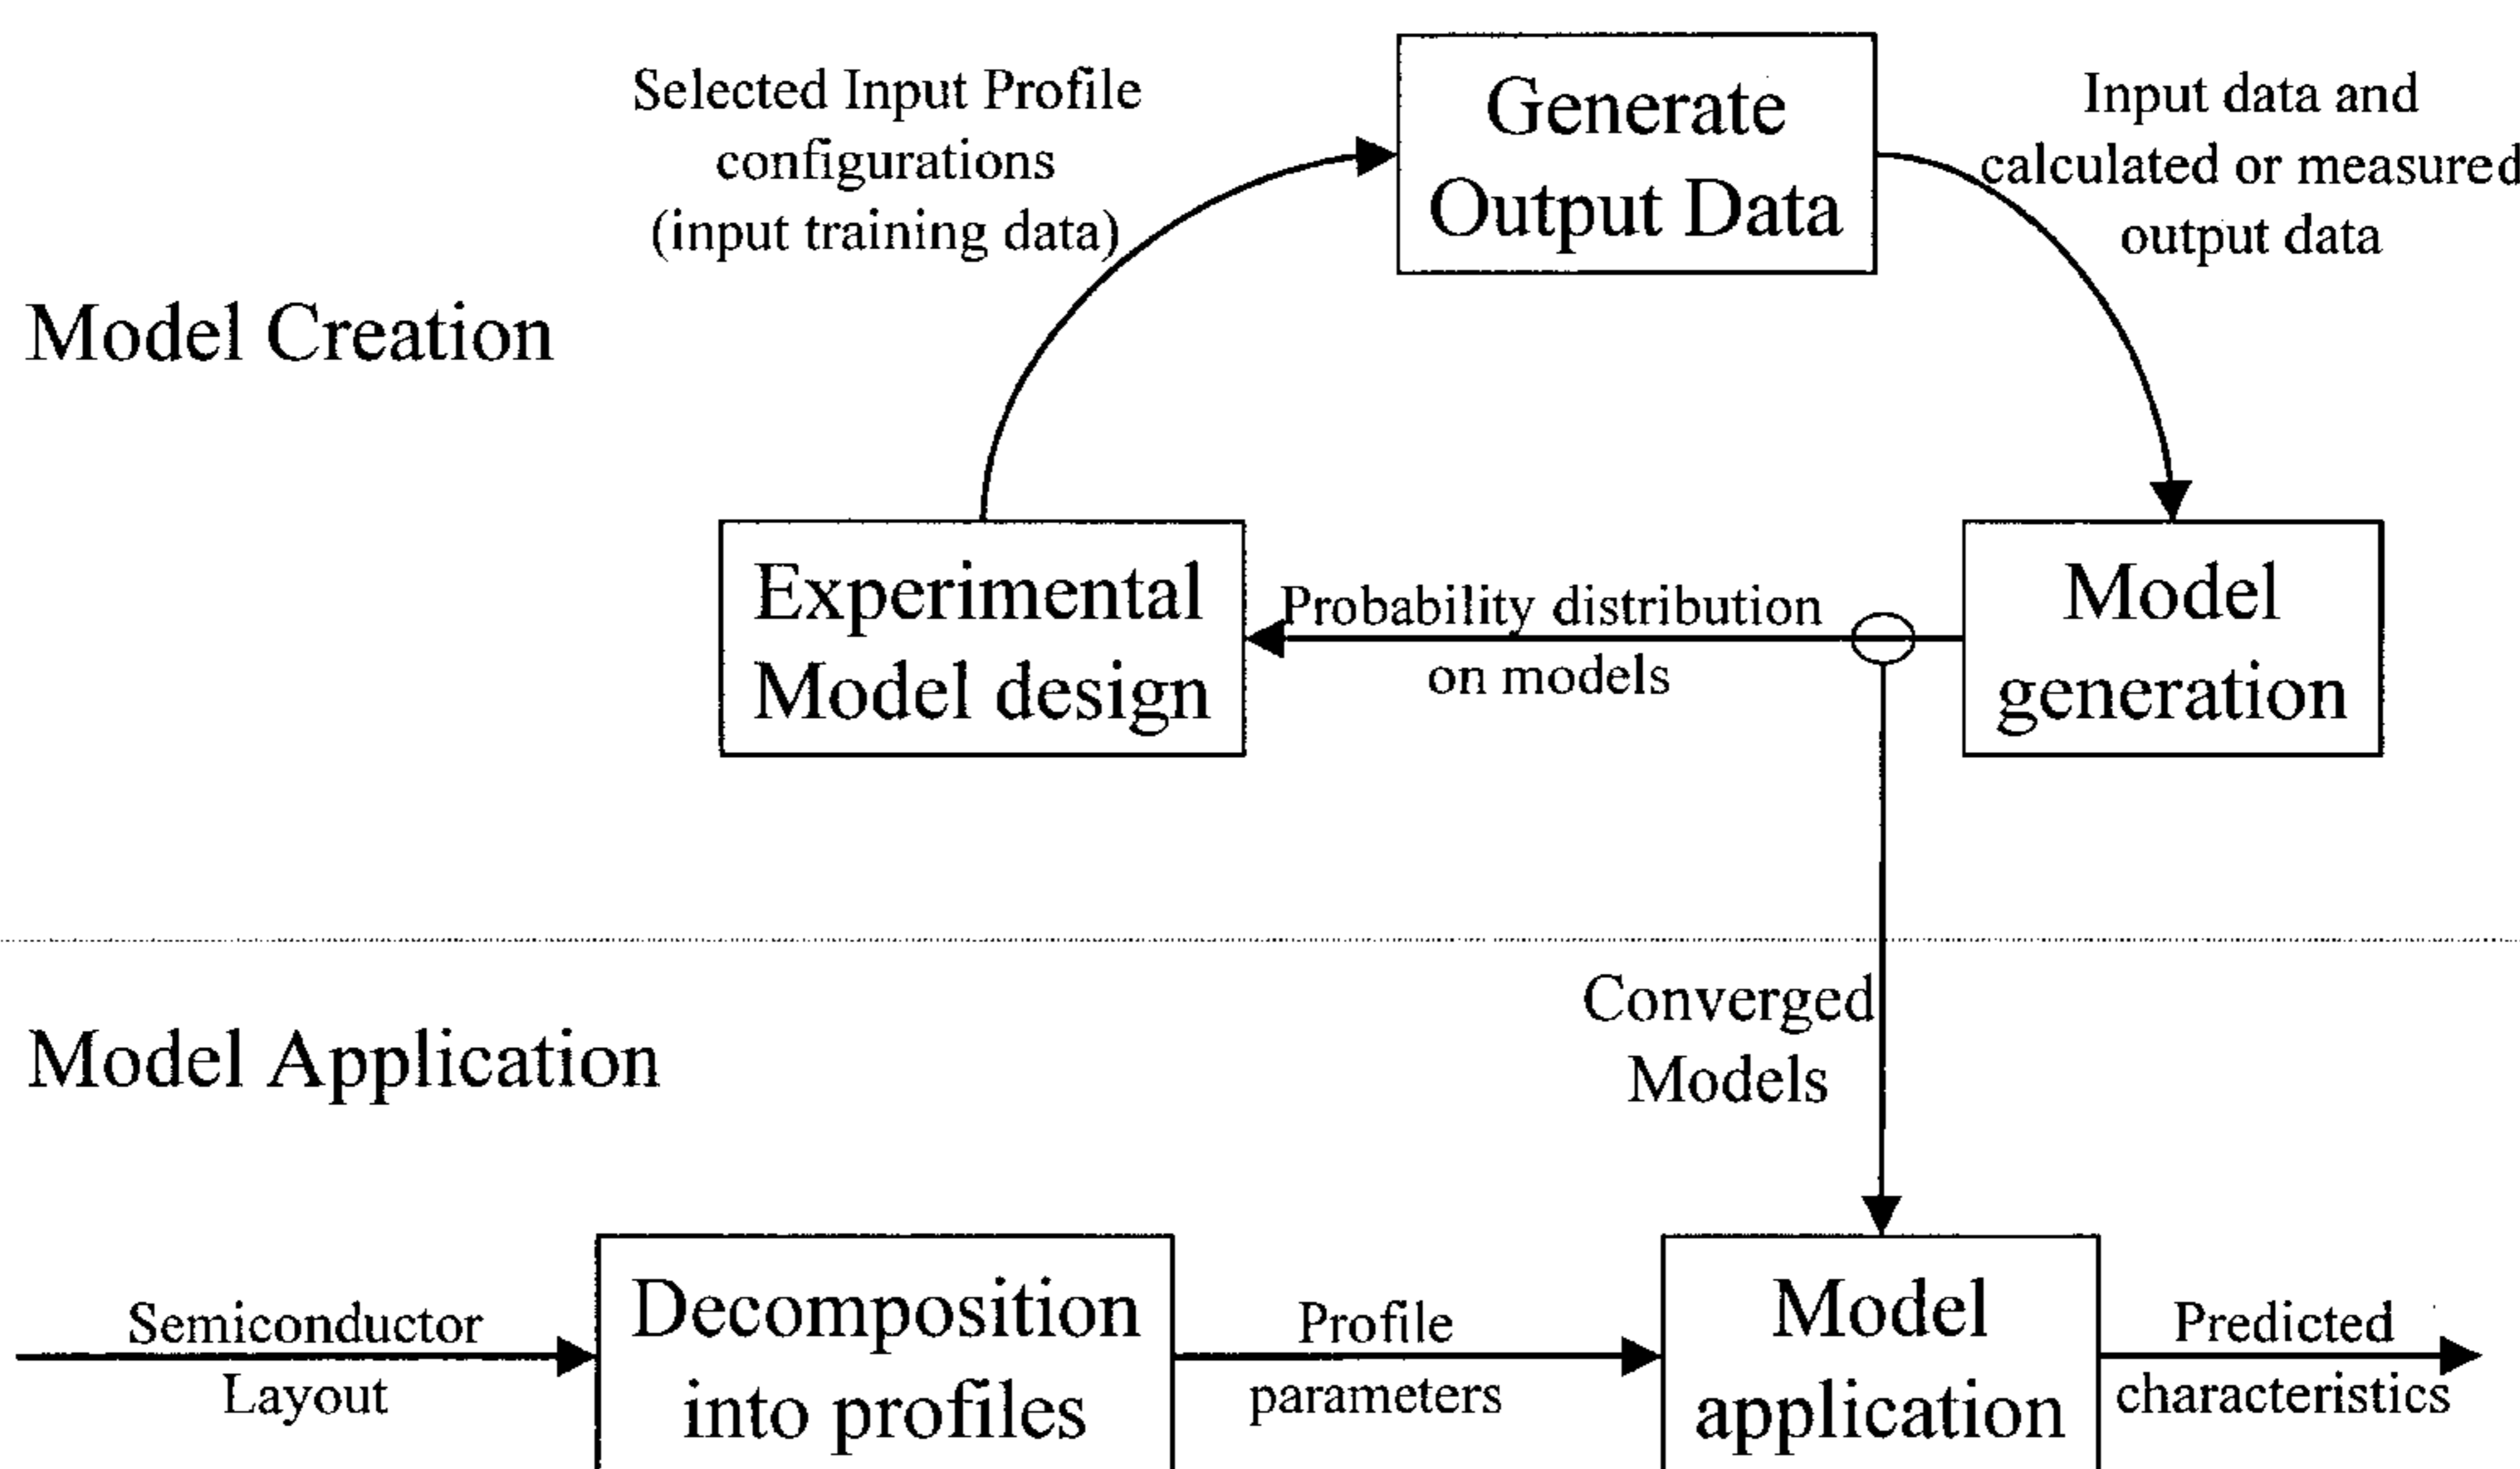 Selected Input Profile
configurations
(input training data)
Generate
Output Data
Input data and
calculated or measured
output data
Model Creation
Experimental
Model design
Probability distribution
on models
Model
generation
Converged
Models
Model Application
Semiconductor
Layout
Decomposition
into profiles
Profile
parameters
Model
application
Predicted
characteristics